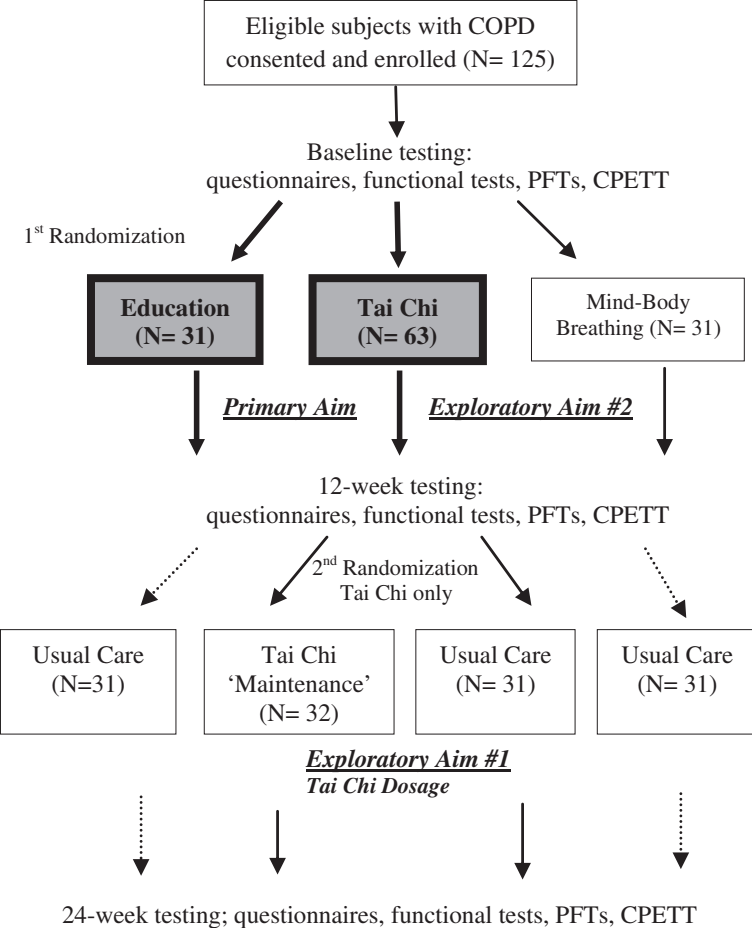 Eligible subjects with COPD
consented and enrolled (N= 125)
Baseline testing:
questionnaires, functional tests, PFTs, CPETT
1st Randomization
Education
(N= 31)
Tai Chi
(N= 63)
Mind-Body
Breathing (N= 31)
Primary Aim
Exploratory Aim #2
12-week testing:
questionnaires, functional tests, PFTs, CPETT
2nd Randomization
Tai Chi only
Usual Care
(N=31)
Tai Chi
‘Maintenance’
(N= 32)
Usual Care
(N= 31)
Usual Care
(N= 31)
Exploratory Aim #1
Tai Chi Dosage
24-week testing; questionnaires, functional tests, PFTs, CPETT